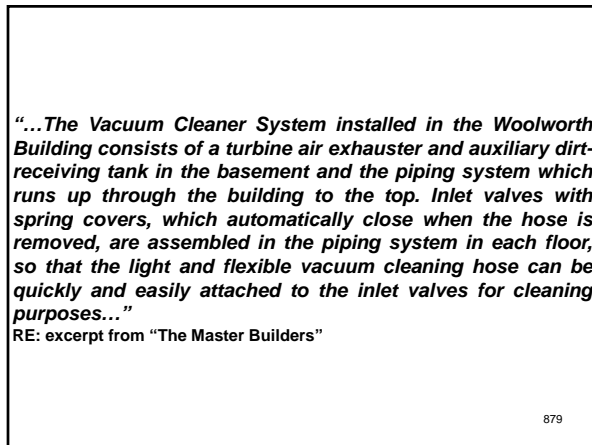 “…The Vacuum Cleaner System installed in the Woolworth
Building consists of a turbine air exhauster and auxiliary dirt-
receiving tank in the basement and the piping system which
runs up through the building to the top. Inlet valves with
spring covers, which automatically close when the hose is
removed, are assembled in the piping system in each floor,
so that the light and flexible vacuum cleaning hose can be
quickly and easily attached to the inlet valves for cleaning
purposes…”
RE: excerpt from “The Master Builders”
879